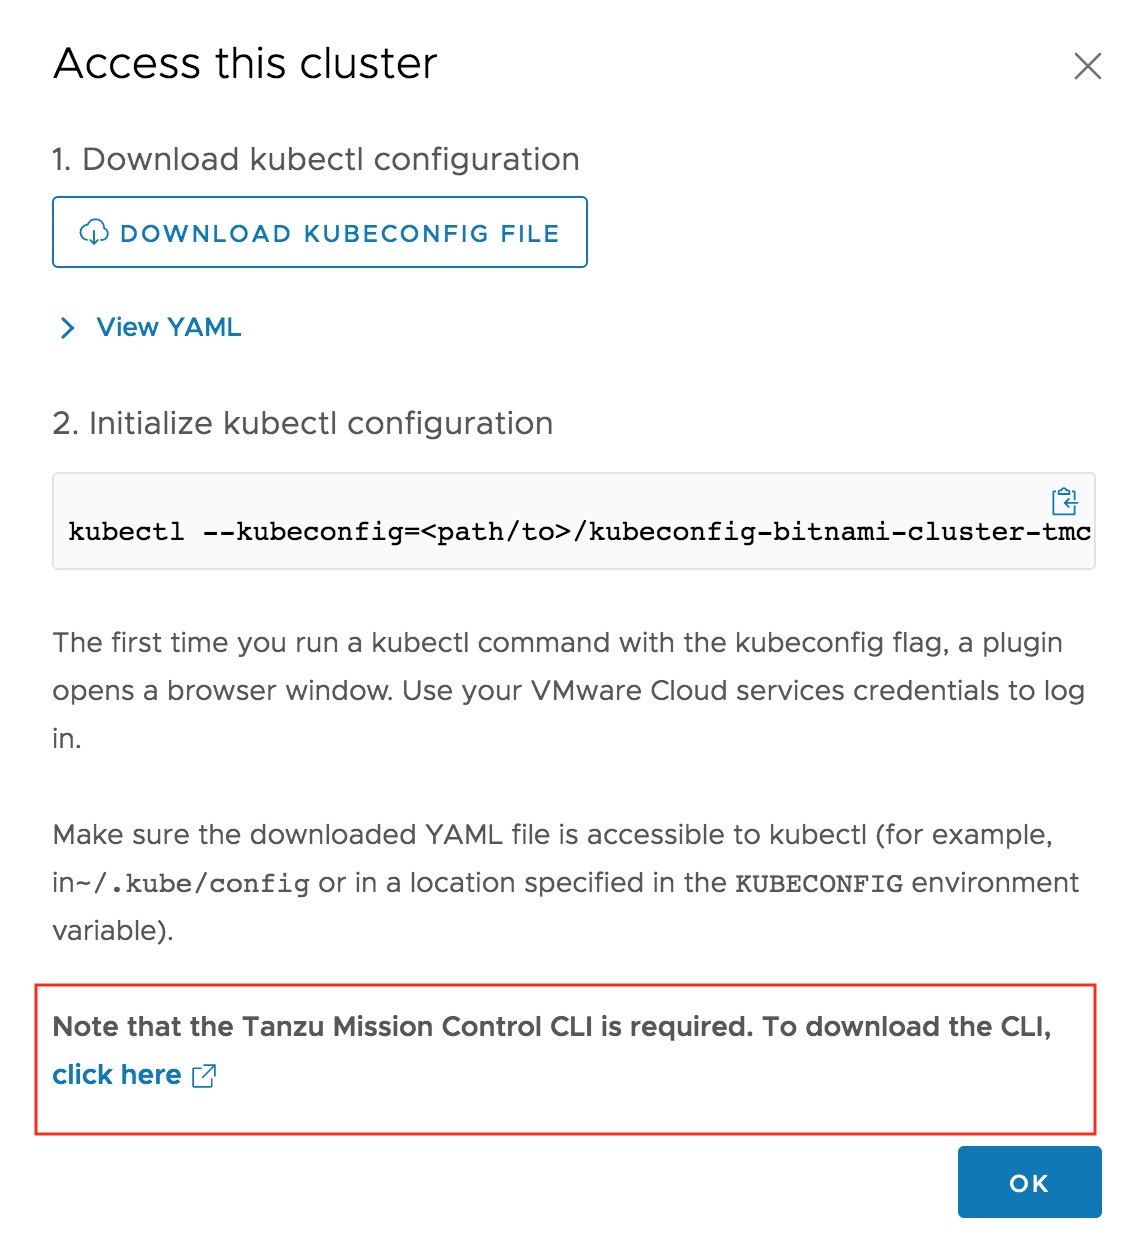 Access this cluster
1. Download kubectl configuration
DOWNLOAD KUBECONFIG FILE
View YAML
2. Initialize kubectl configuration
kubectl --kubeconfig=<path/to>/kubeconfig-bitnami-cluster-tmc
The first time you run a kubectl command with the kubeconfig flag, a plugin
opens a browser window. Use your VMware Cloud services credentials to log
in.
Make sure the downloaded YAML file is accessible to kubectl (for example,
in~/.kube/config or in a location specified in the KUBECONFIG environment
variable).
Note that the Tanzu Mission Control CLI is required. To download the CLI,
click here
OK